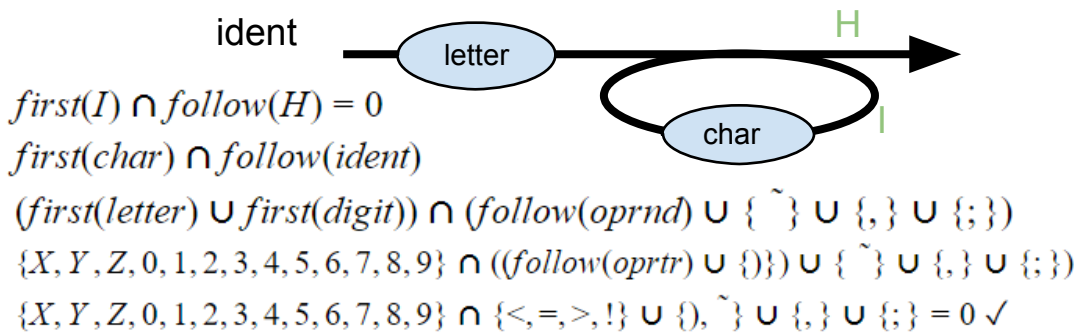 H
ident
letter
first(I) ∩ follow(H) = 0
char
I
first(char) ∩ follow(ident)
(first(letter) ∪ first(digit)) ∩ (follow(oprnd) ∪ { ˜} ∪ {, } ∪ {; })
{X, Y, Z, 0, 1, 2, 3, 4, 5, 6, 7, 8, 9} ∩ ((follow(oprtr) ∪ {)}) ∪ { ˜} ∪ {, } ∪ {; })
{X, Y, Z, 0, 1, 2, 3, 4, 5, 6, 7, 8, 9} ∩ {<, =, >, !} ∪ {), ˜} ∪ {, } ∪ {; } = 0 ✓